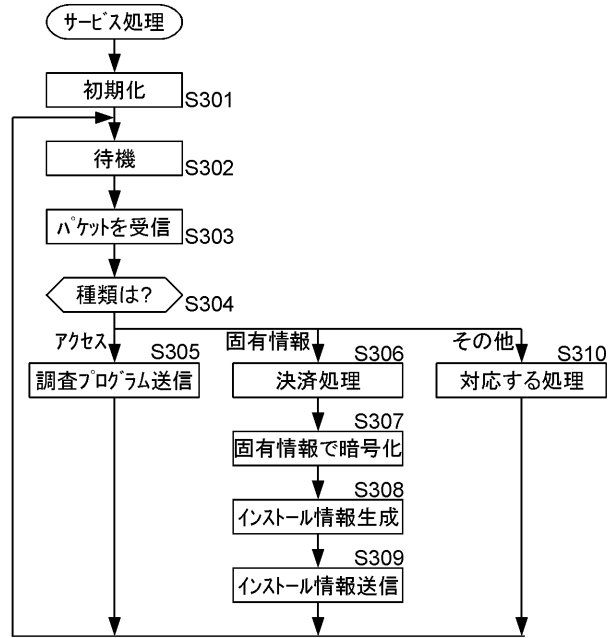 サービス処理
初期化
S301
待機
S302
パケットを受信
S303
種類は?
S304
アクセス
固有情報
その他
S305
S306
S310
調査プログラム送信
決済処理
対応する処理
S307
固有情報で暗号化
S308
インストール情報生成
S309
インストール情報送信